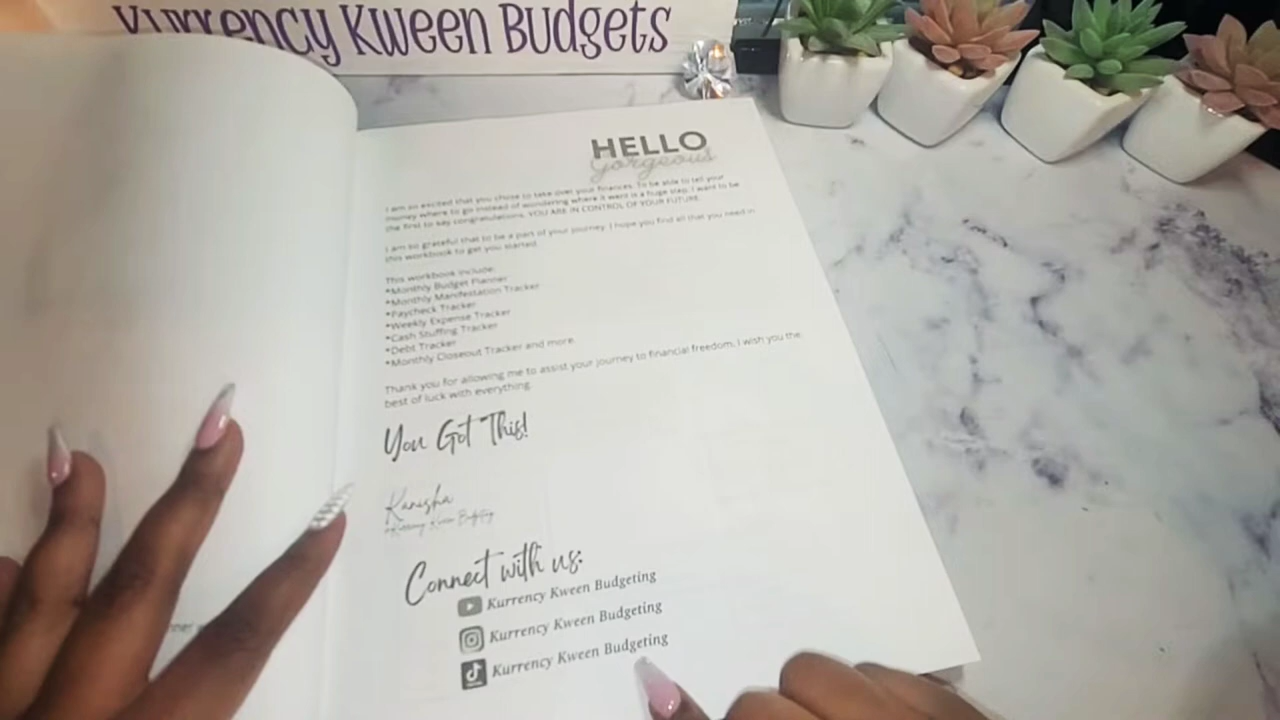 Kurrency Kween Budgets
HELLO
gorgeous
I am so excited that you chose to take over your finances. To be able to tell your
money where to go instead of wondering where it went is a huge step. I want to be
the first to say congratulations. YOU ARE IN CONTROL OF YOUR FUTURE.
I am so grateful that to be a part of your journey. I hope you find all that you need in
this workbook to get you started.
This workbook include:
*Monthly Budget Planner
*Monthly Manifestation Tracker
*Paycheck Tracker
*Weekly Expense Tracker
*Cash Stuffing Tracker
*Debt Tracker
*Monthly Closeout Tracker and more.
Thank you for allowing me to assist your journey to financial freedom. I wish you the
best of luck with everything.
You Got This!
Kanisha
Kurrency Kween Budgeting
Connect with us:
Kurrency Kween Budgeting
Kurrency Kween Budgeting
Kurrency Kween Budgeting